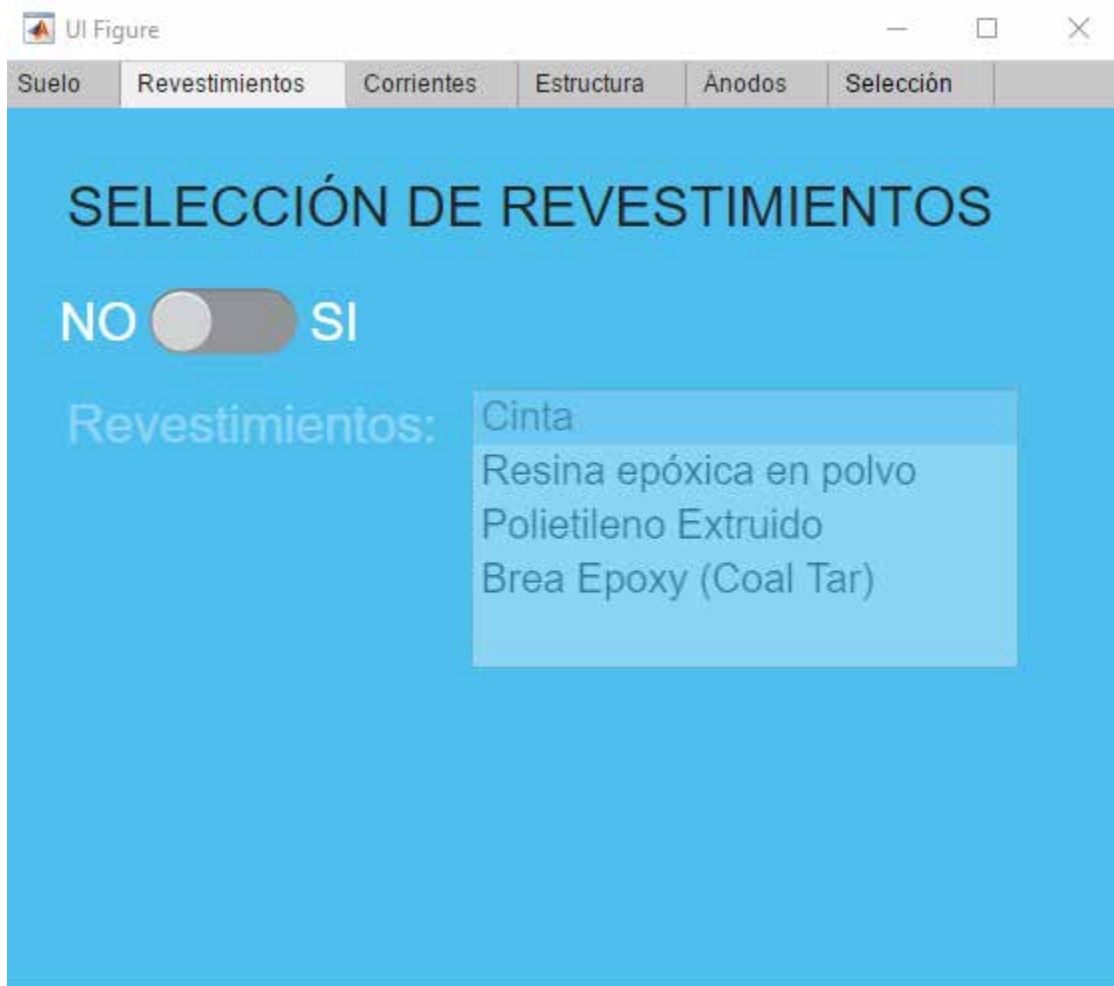 UI Figure
Suelo Revestimientos Corrientes Estructura Ánodos Selección
SELECCIÓN DE REVESTIMIENTOS
NO SI
Revestimientos: Cinta
Resina epóxica en polvo
Polietileno Extruido
Brea Epoxy (Coal Tar)